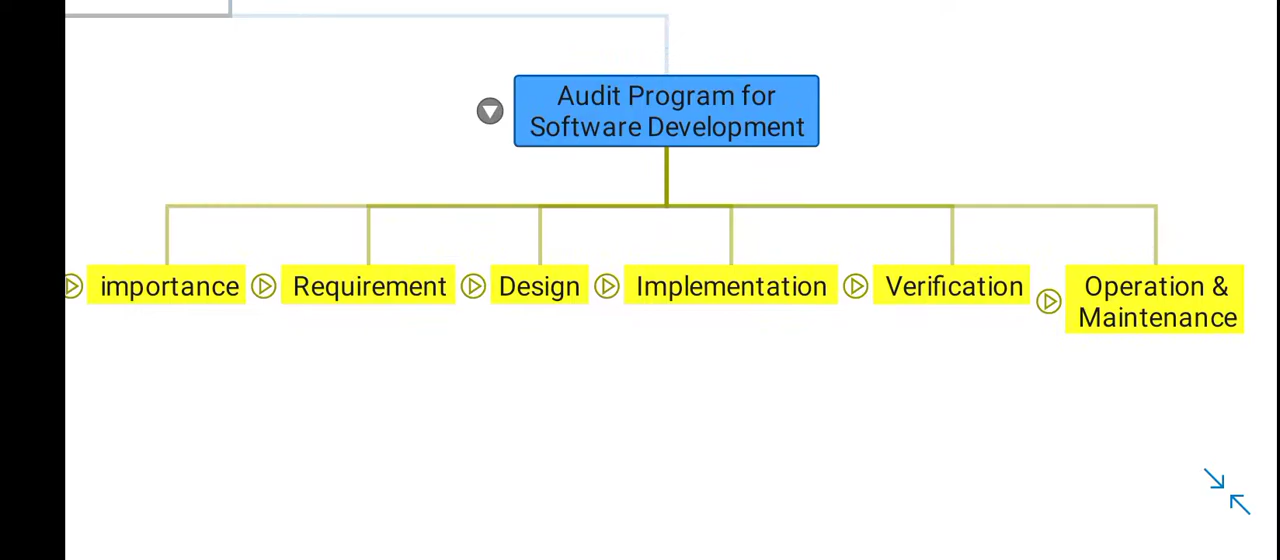 Audit Program for
Software Development
importance
Requirement
Design
Implementation
Verification
Operation &
Maintenance